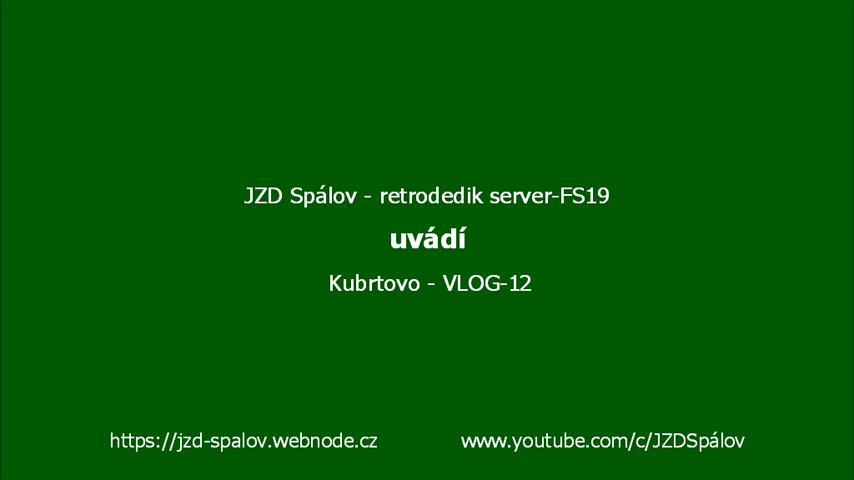 JZD Spálov - retrodedik server-FS19
uvádí
Kubrtovo - VLOG-12
https://jzd-spalov.webnode.cz
www.youtube.com/c/JZDSpálov